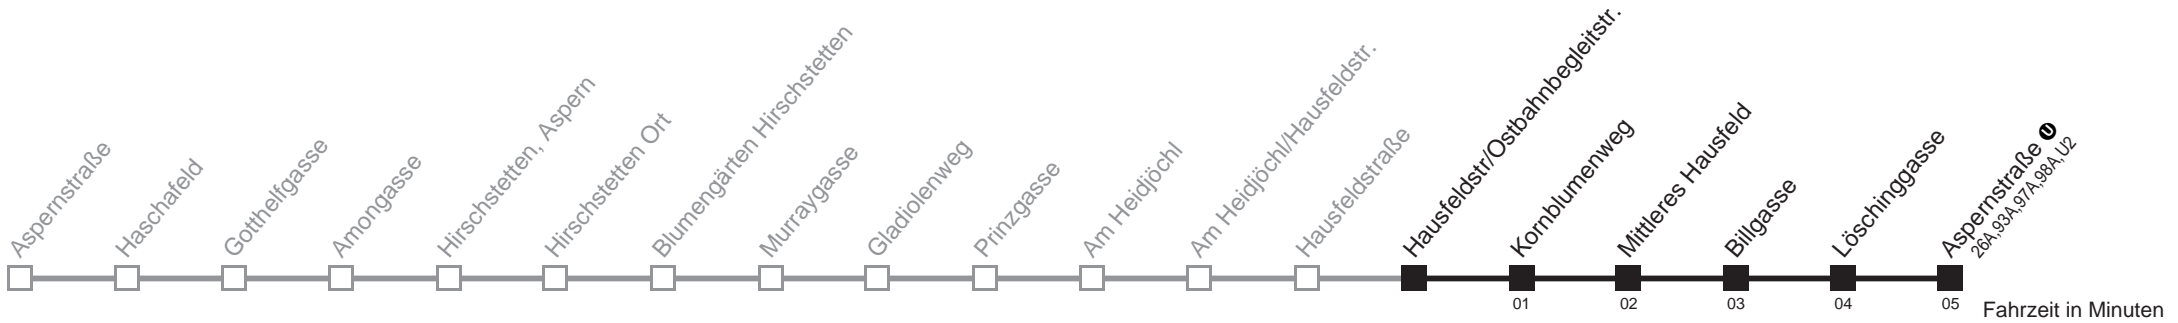 Aspernstraße
Haschafeld
Gotthelfgasse
Amongasse
Hirschstetten, Aspern
Hirschstetten Ort
Blumengärten Hirschstetten
Murraygasse
Gladiolenweg
Prinzgasse
Am Heidjöchl
Am Heidjöchl/Hausfeldstr.
Hausfeldstraße
Hausfeldstr/Ostbahnbegleitstr.
Kornblumenweg
Mittleres Hausfeld
Billgasse
Löschinggasse
Aspernstraße U
26A,93A,97A,98A,U2
01 02 03 04 05 Fahrzeit in Minuten